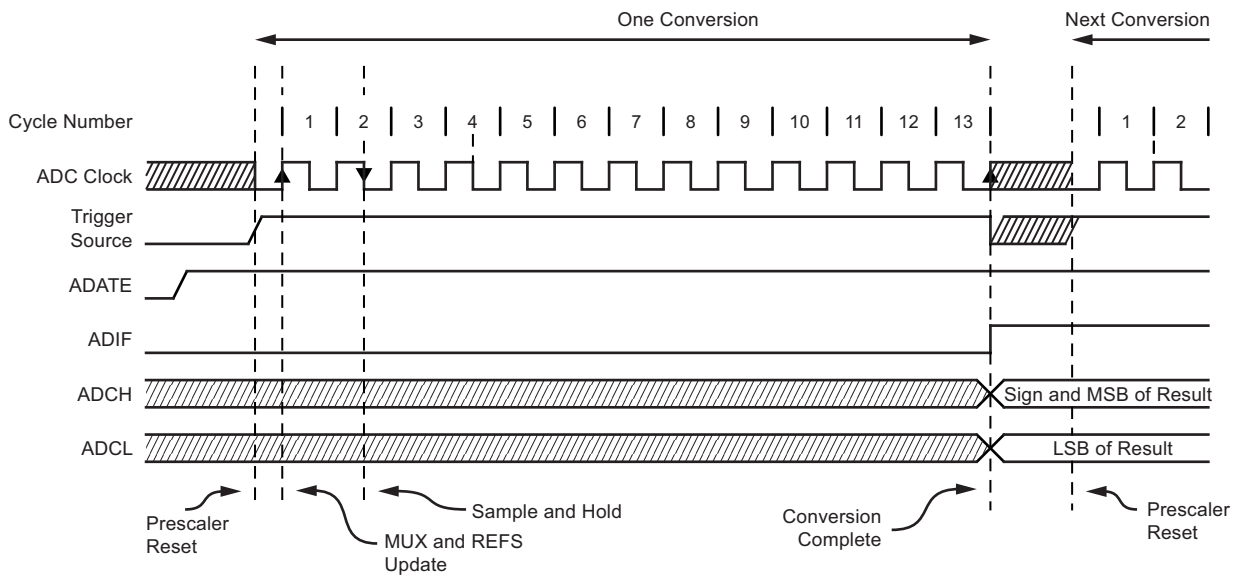 One Conversion
Next Conversion
Cycle Number
1 2 3 4 5 6 7 8 9 10 11 12 13 1 2
ADC Clock
Trigger
Source
ADATE
ADIF
ADCH
Sign and MSB of Result
ADCL
LSB of Result
Prescaler
Reset
MUX and REFS
Update
Sample and Hold
Conversion
Complete
Prescaler
Reset